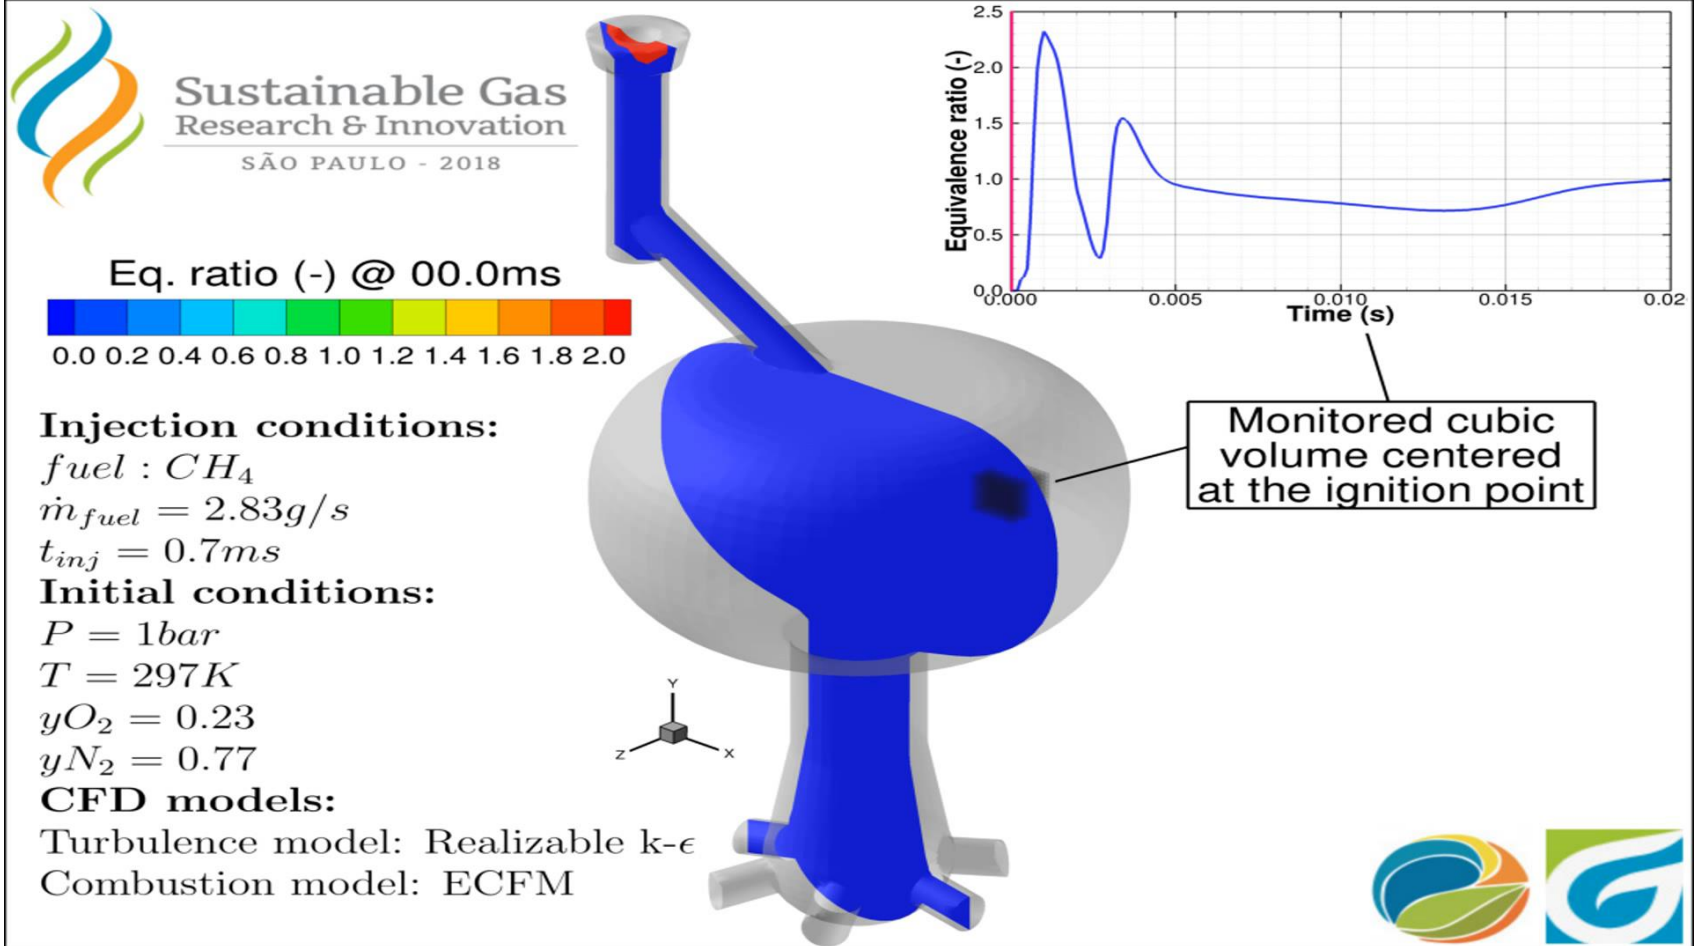 Sustainable Gas
Research & Innovation
SÃO PAULO - 2018
Eq. ratio (-) @ 00.0ms
0.0 0.2 0.4 0.6 0.8 1.0 1.2 1.4 1.6 1.8 2.0
Injection conditions:
fuel : CH₄
ṁ_fuel = 2.83g/s
t_inj = 0.7ms
Initial conditions:
P = 1bar
T = 297K
yO₂ = 0.23
yN₂ = 0.77
CFD models:
Turbulence model: Realizable k-ϵ
Combustion model: ECFM
Y
Z
X
Equivalence ratio (-)
2.5
2.0
1.5
1.0
0.5
0.0
0.000 0.005 0.010 0.015 0.02
Time (s)
Monitored cubic
volume centered
at the ignition point